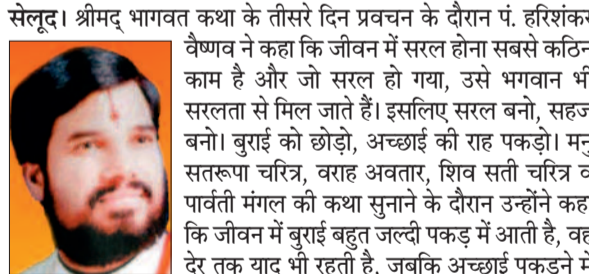 सेलूद। श्रीमद् भागवत कथा के तीसरे दिन प्रवचन के दौरान पं. हरिशंकर
वैष्णव ने कहा कि जीवन में सरल होना सबसे कठिन
काम है और जो सरल हो गया, उसे भगवान भी
सरलता से मिल जाते हैं। इसलिए सरल बनो, सहज
बनो। बुराई को छोड़ो, अच्छाई की राह पकड़ो। मनु
सतरूपा चरित्र, वराह अवतार, शिव सती चरित्र व
पार्वती मंगल की कथा सुनाने के दौरान उन्होंने कहा
कि जीवन में बुराई बहुत जल्दी पकड़ में आती है, वह
देर तक याद भी रहती है, जबकि अच्छाई पकड़ने में